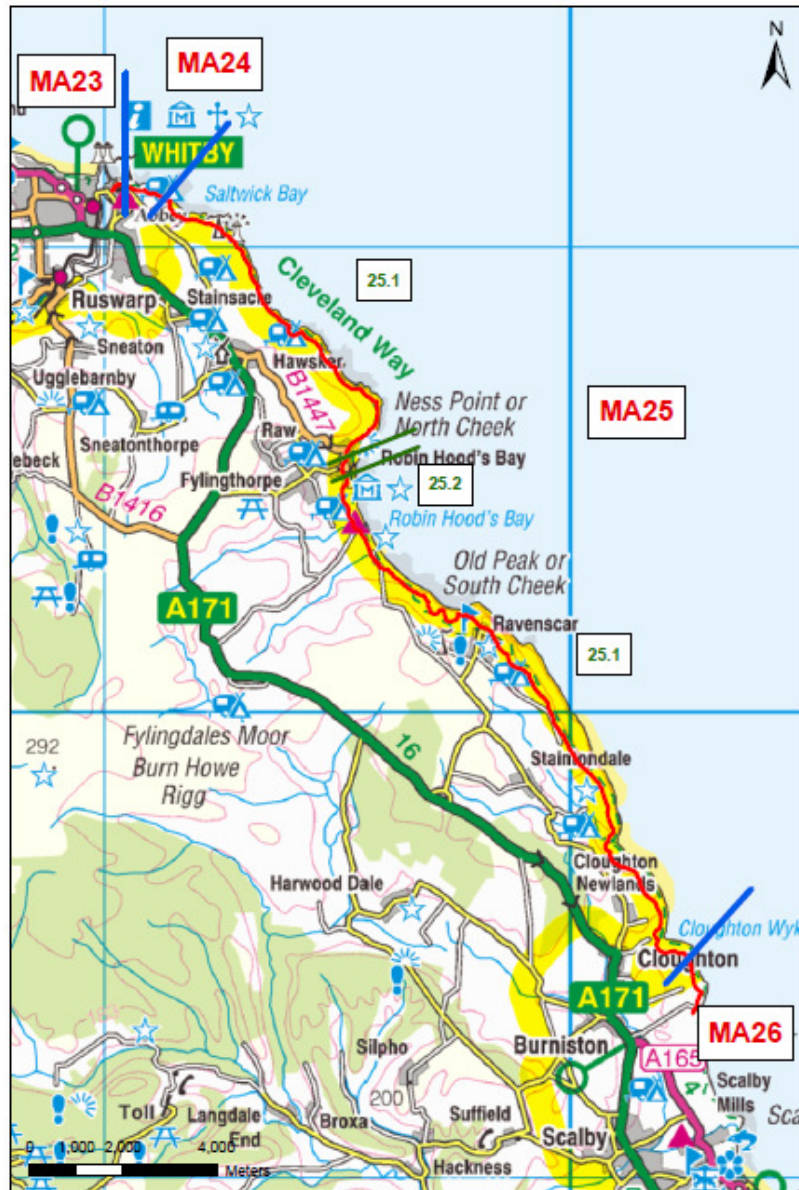 N
MA23
MA24
i
M
WHITBY
Saltwick Bay
Abbey
Cleveland Way
25.1
Ruswarp
Stainsacre
Sneaton
Hawsker
Ugglebarnby
B1447
Ness Point or
North Cheek
MA25
Sneatonthorpe
Raw
Robin Hood's Bay
Fylingthorpe
25.2
M
B1416
Robin Hood's Bay
Old Peak or
South Cheek
A171
Ravenscar
25.1
292
Fylingdales Moor
Burn Howe
Rigg
16
Staintondale
Cloughton
Newlands
Harwood Dale
Cloughton Wyk
Cloughton
A171
MA26
Burniston
A165
Silpho
200
Scalby
Mills
Toll
Langdale
End
Broxa
Suffield
Scalby
Hackness
0 1,000 2,000 4,000
Meters